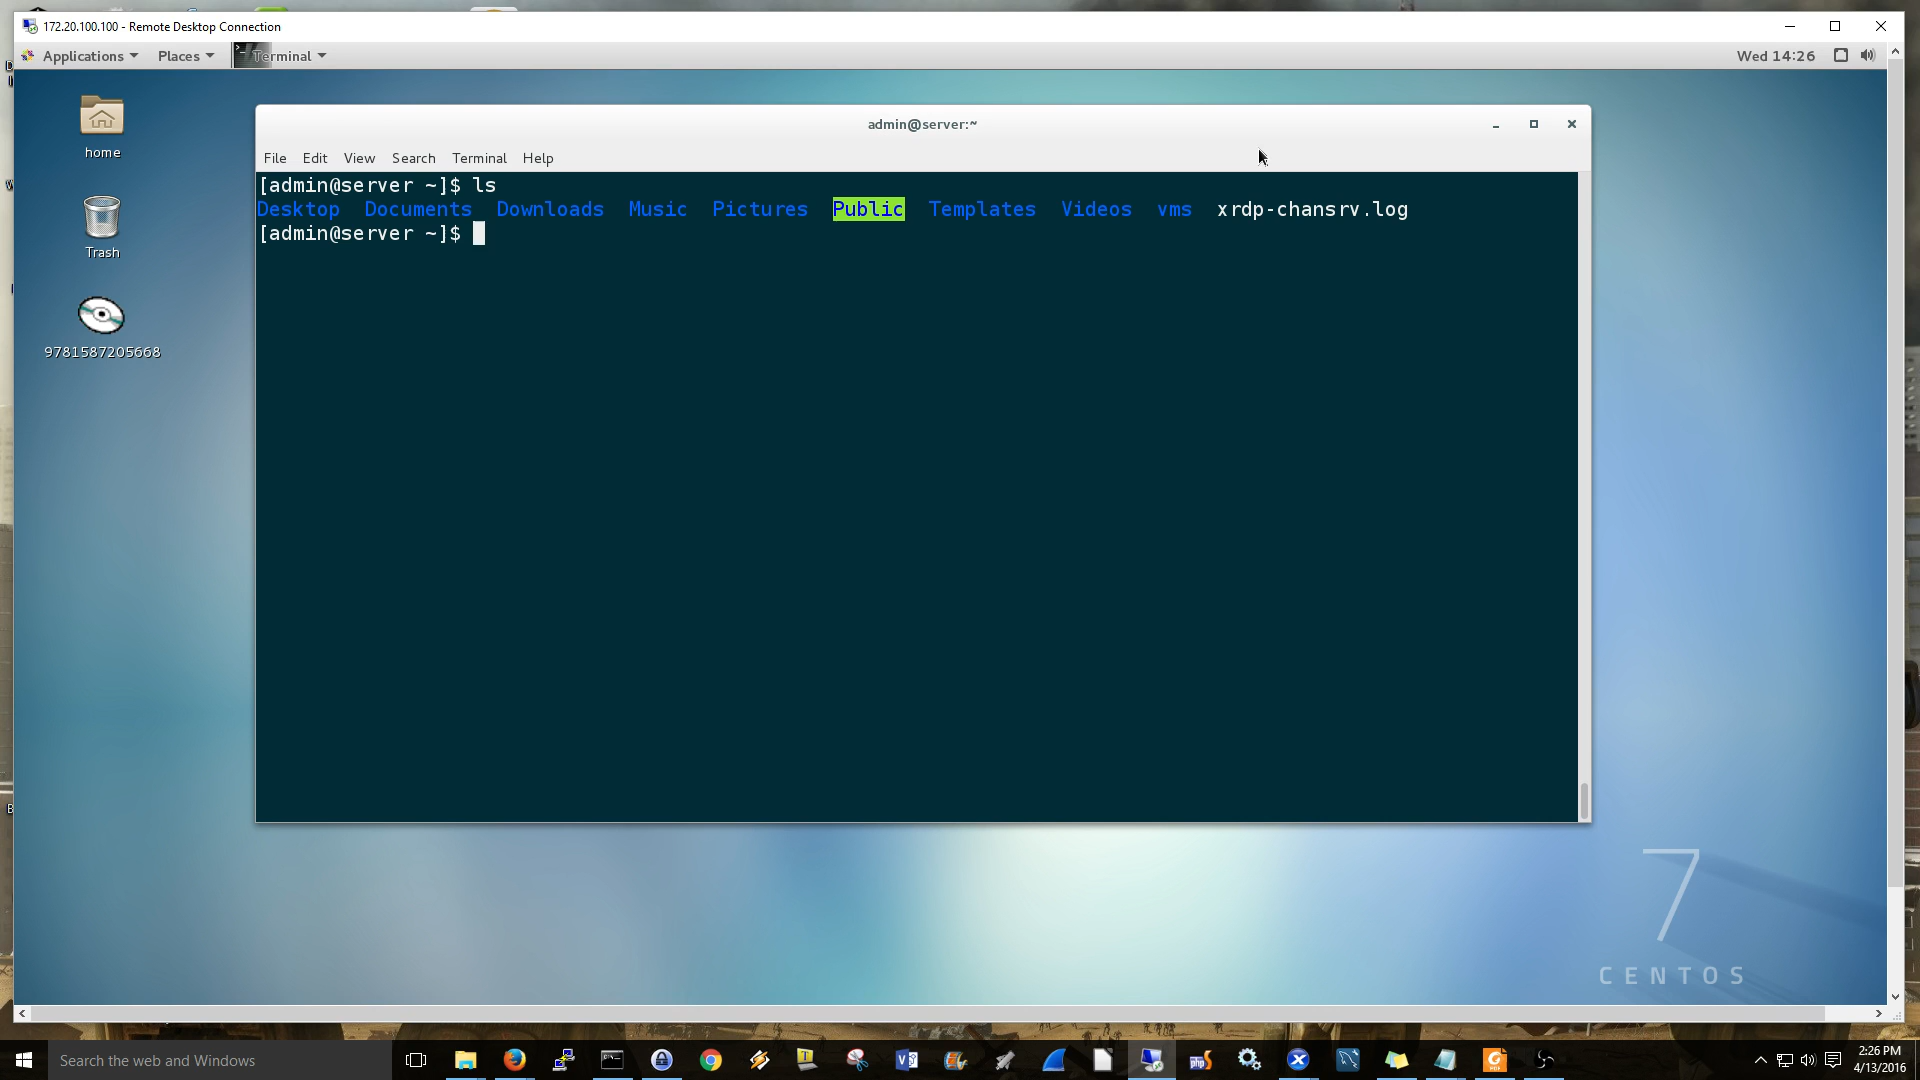 172.20.100.100 - Remote Desktop Connection
Applications Places Terminal Wed 14:26
home
Trash
9781587205668
admin@server:~
File Edit View Search Terminal Help
[admin@server ~]$ ls
Desktop Documents Downloads Music Pictures Public Templates Videos vms xrdp-chansrv.log
[admin@server ~]$
7
CENTOS
Search the web and Windows
2:26 PM
4/13/2016